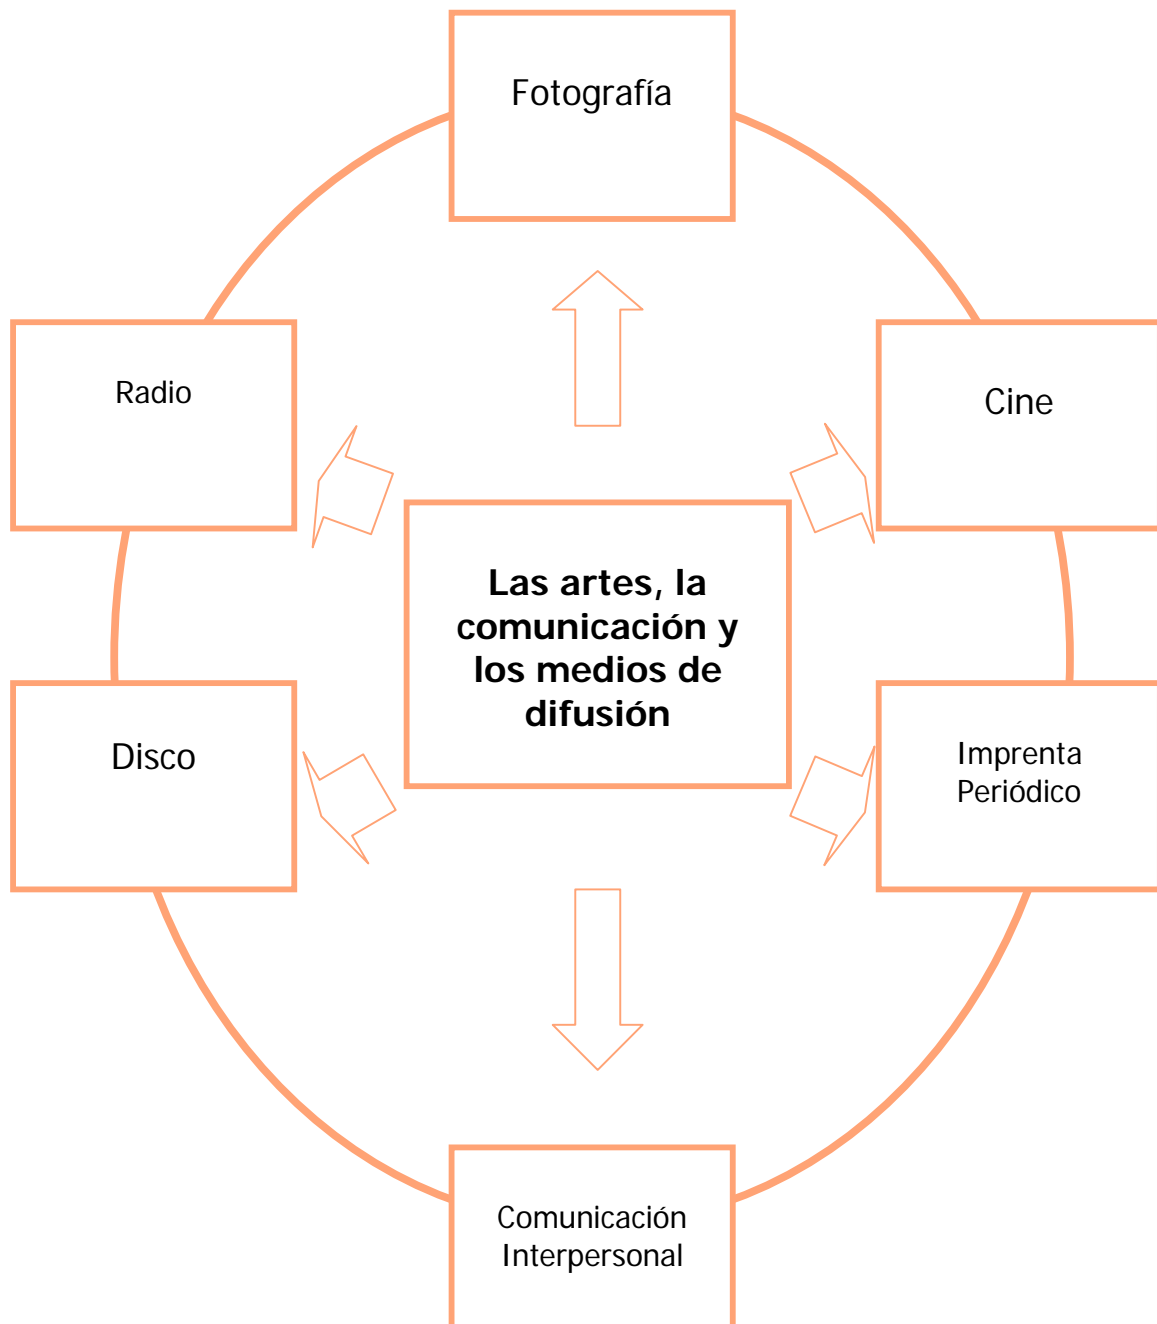 Fotografía
Radio
Cine
Las artes, la
comunicación y
los medios de
difusión
Disco
Imprenta
Periódico
Comunicación
Interpersonal